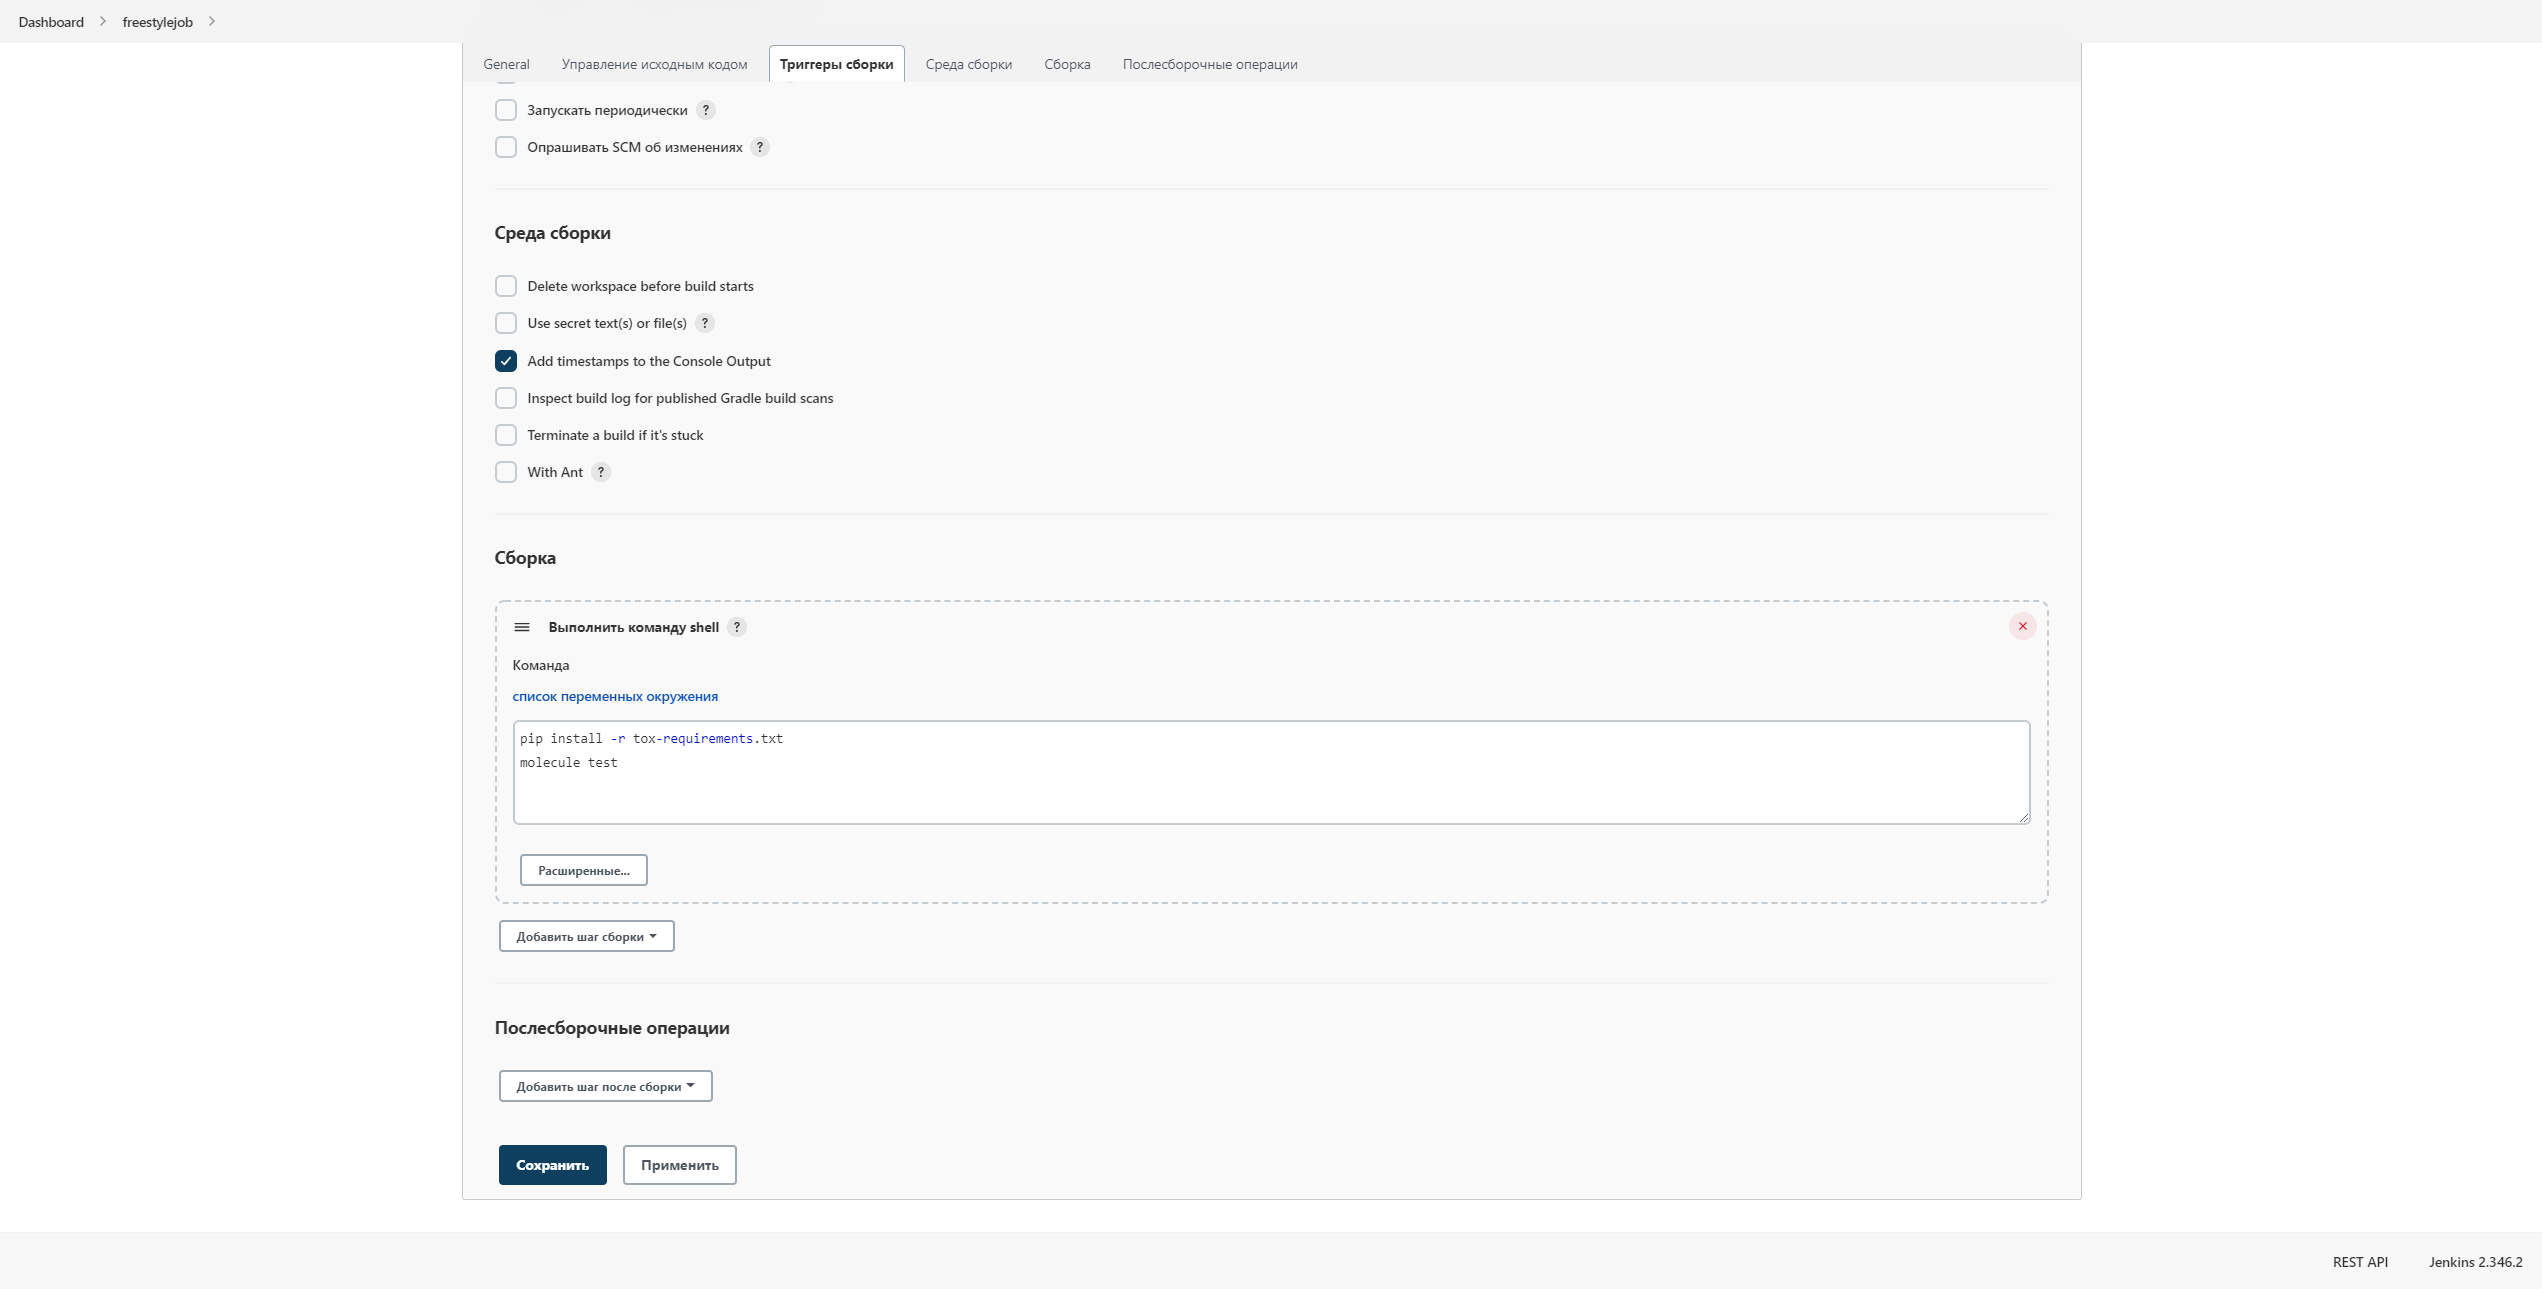 Dashboard
freestylejob
General
Управление исходным кодом
Триггеры сборки
Среда сборки
Сборка
Послесборочные операции
Запускать периодически ?
Опрашивать SCM об изменениях ?
Среда сборки
Delete workspace before build starts
Use secret text(s) or file(s) ?
Add timestamps to the Console Output
Inspect build log for published Gradle build scans
Terminate a build if it's stuck
With Ant ?
Сборка
Выполнить команду shell ?
Команда
список переменных окружения
pip install -r tox-requirements.txt
molecule test
Расширенные...
Добавить шаг сборки
Послесборочные операции
Добавить шаг после сборки
Сохранить
Применить
REST API
Jenkins 2.346.2